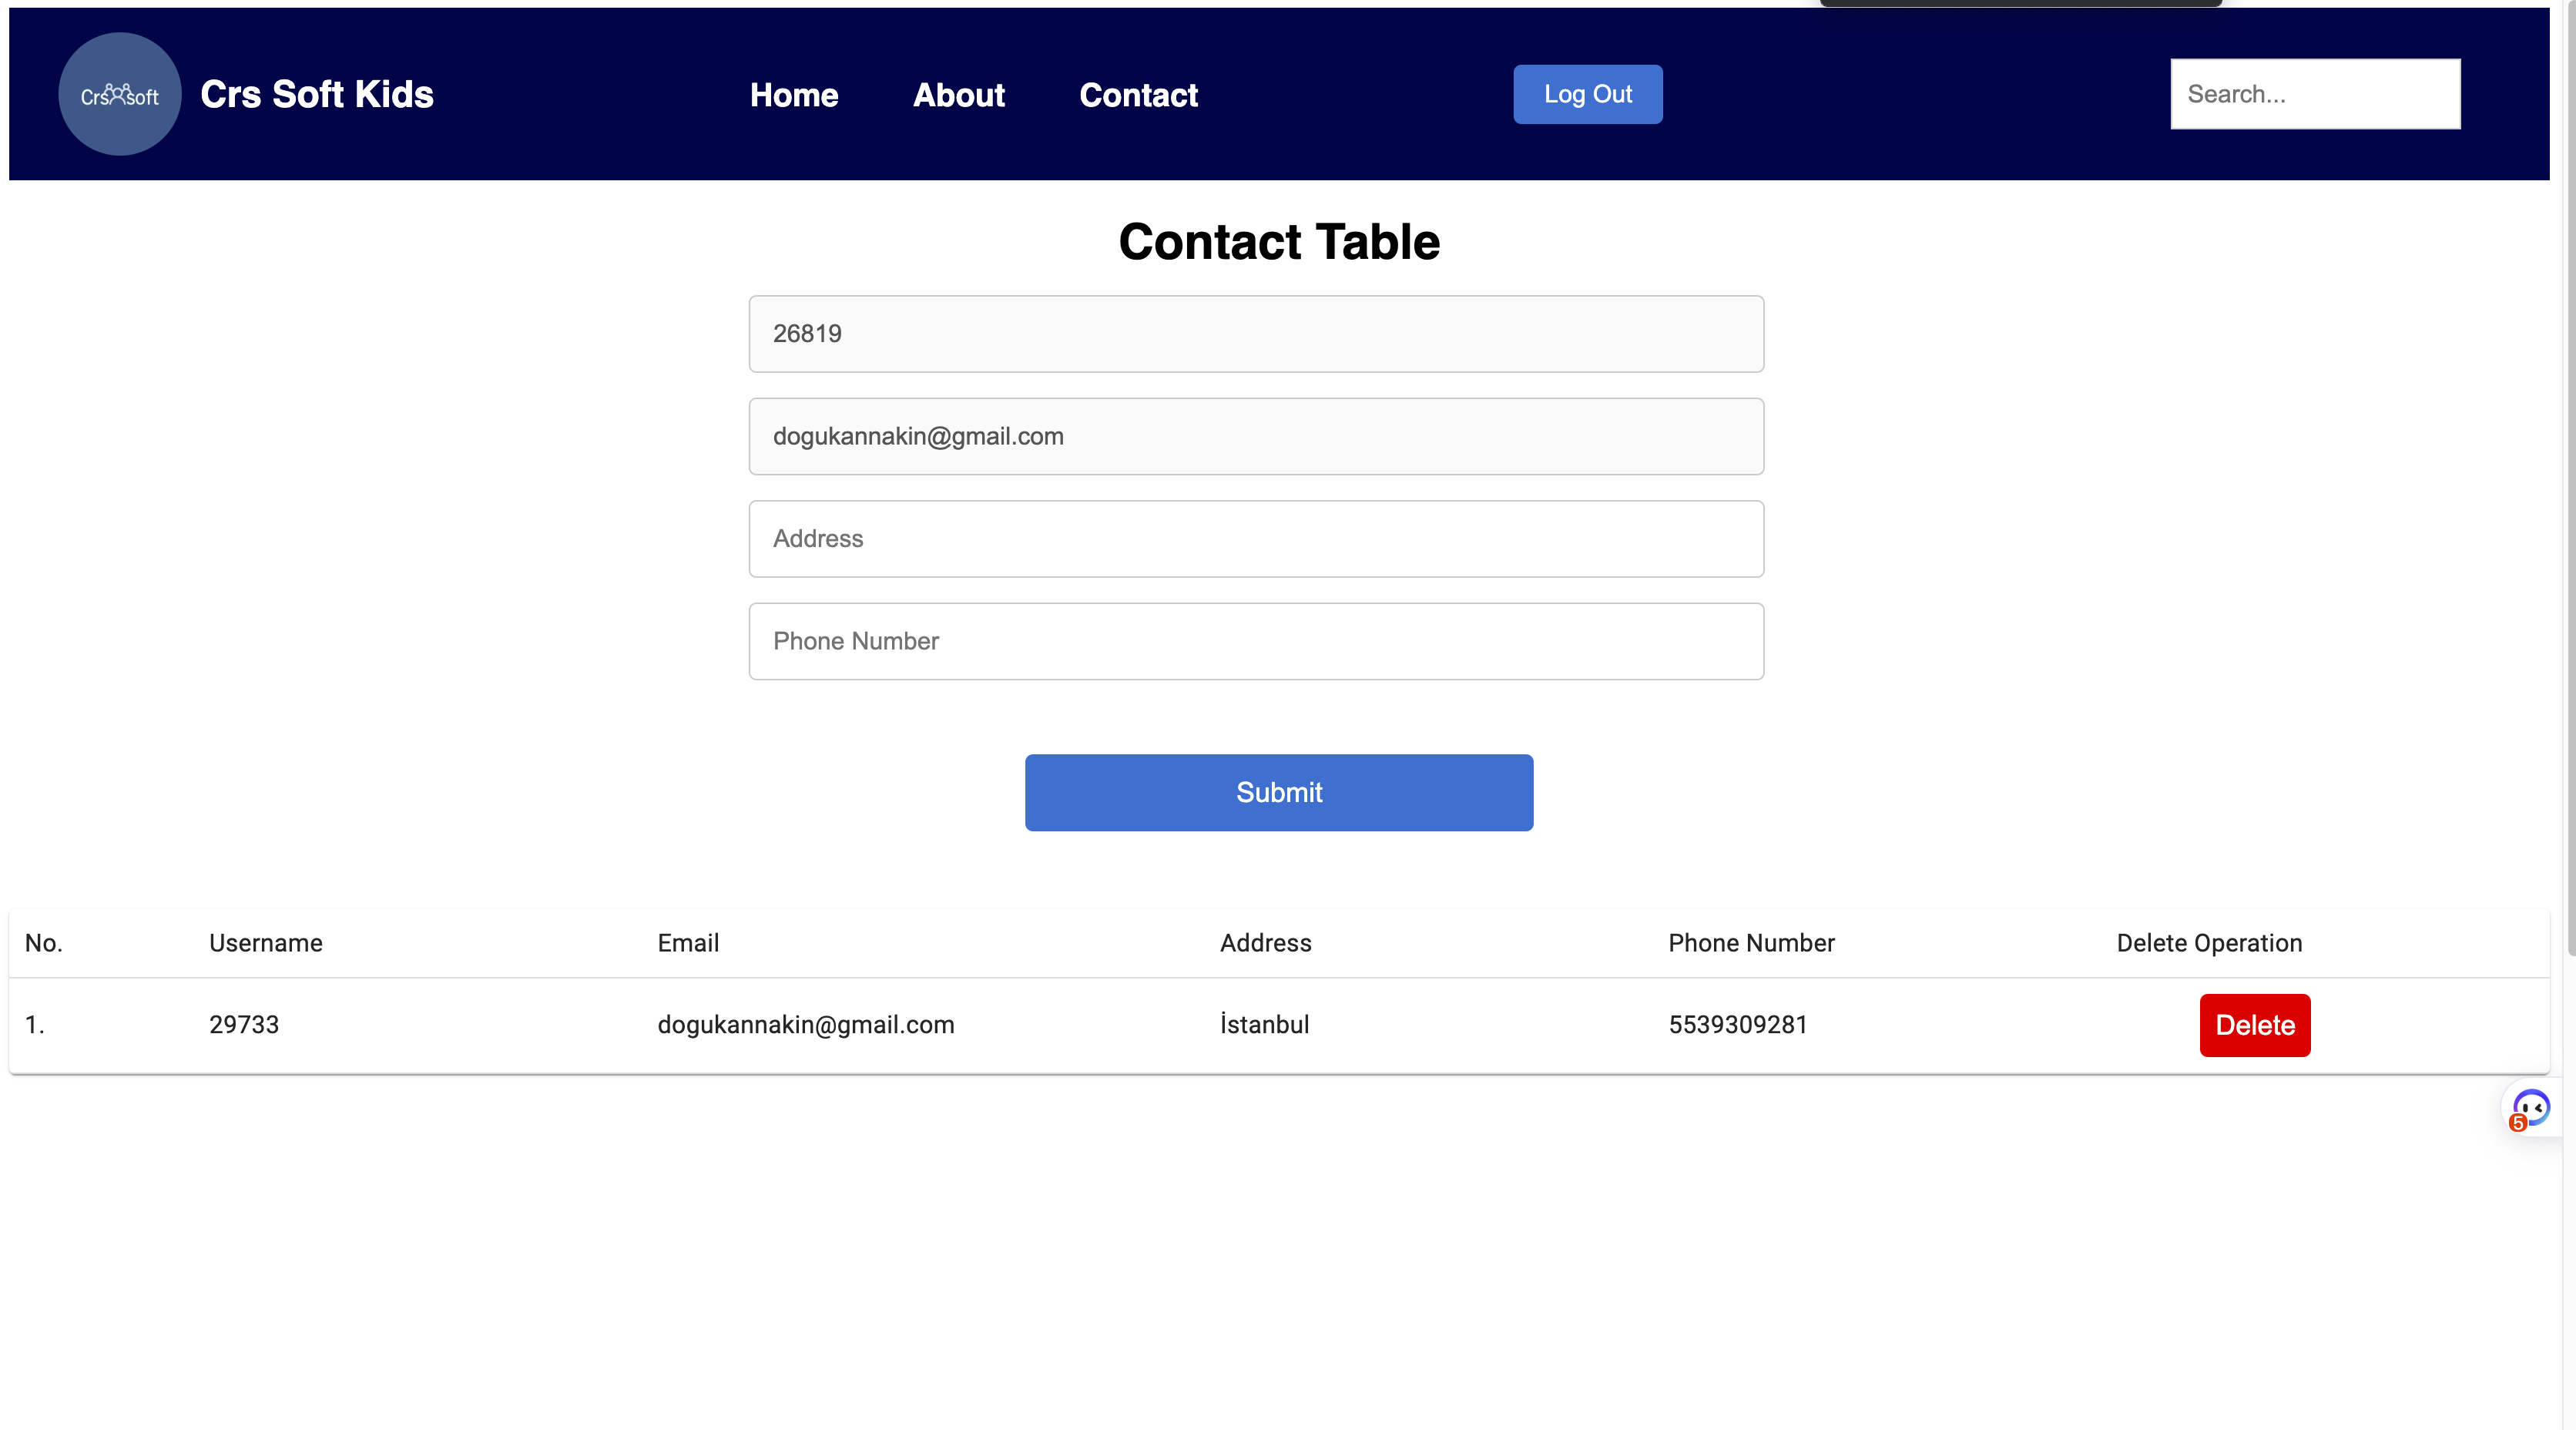 Crs soft Crs Soft Kids Home About Contact Log Out Search...
Contact Table
26819
dogukannakin@gmail.com
Address
Phone Number
Submit
No. Username Email Address Phone Number Delete Operation
1. 29733 dogukannakin@gmail.com İstanbul 5539309281 Delete
5